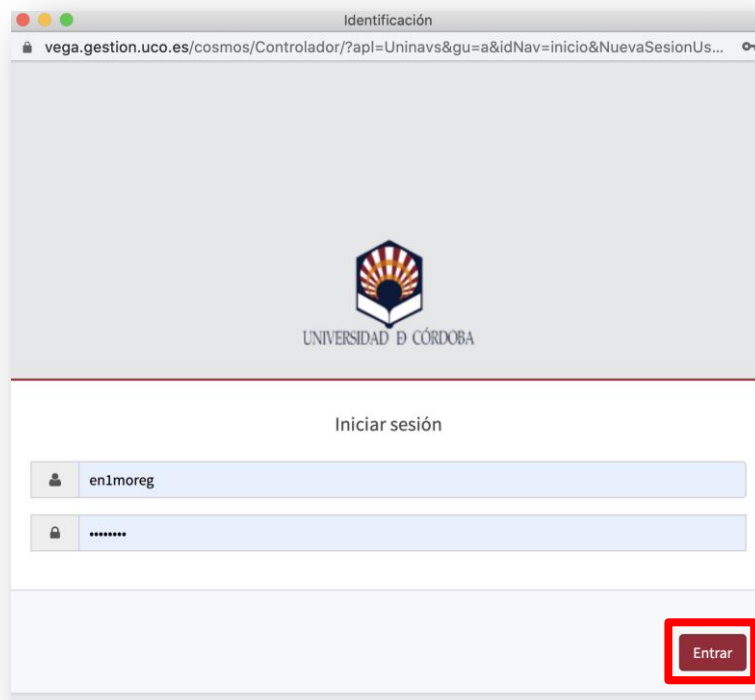 Identificación
vega.gestion.uco.es/cosmos/Controlador/?apl=Uninavs&gu=a&idNav=inicio&NuevaSesionUs...
UNIVERSIDAD Ð CÓRDOBA
Iniciar sesión
en1moreg
••••••••
Entrar